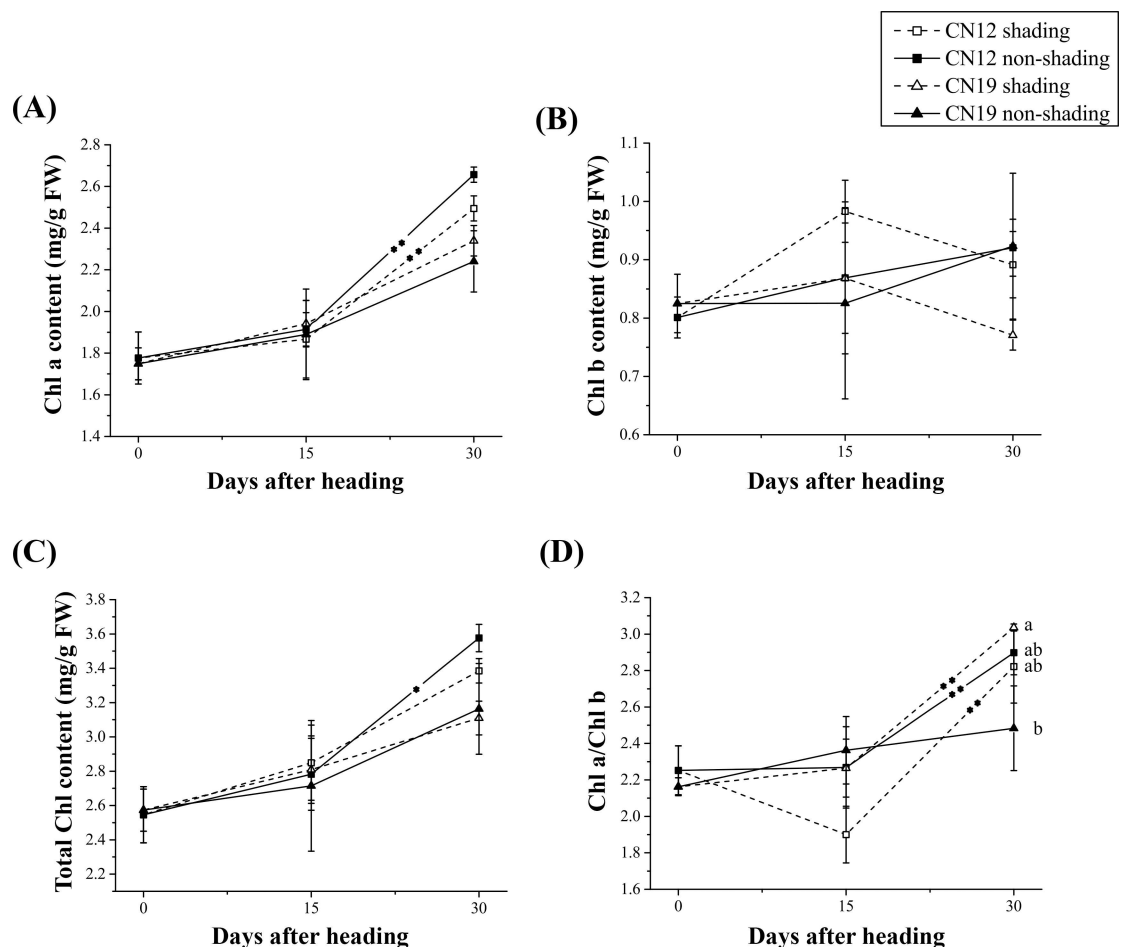 CN12 shading
CN12 non-shading
CN19 shading
CN19 non-shading
(A)
Chl a content (mg/g FW)
2.8
2.6
2.4
2.2
2.0
1.8
1.6
1.4
0 15 30
Days after heading
(B)
Chl b content (mg/g FW)
1.1
1.0
0.9
0.8
0.7
0.6
0 15 30
Days after heading
(C)
Total Chl content (mg/g FW)
3.8
3.6
3.4
3.2
3.0
2.8
2.6
2.4
2.2
*
0 15 30
Days after heading
(D)
Chl a/Chl b
3.2
3.0
2.8
2.6
2.4
2.2
2.0
1.8
1.6
a
ab
ab
b
0 15 30
Days after heading